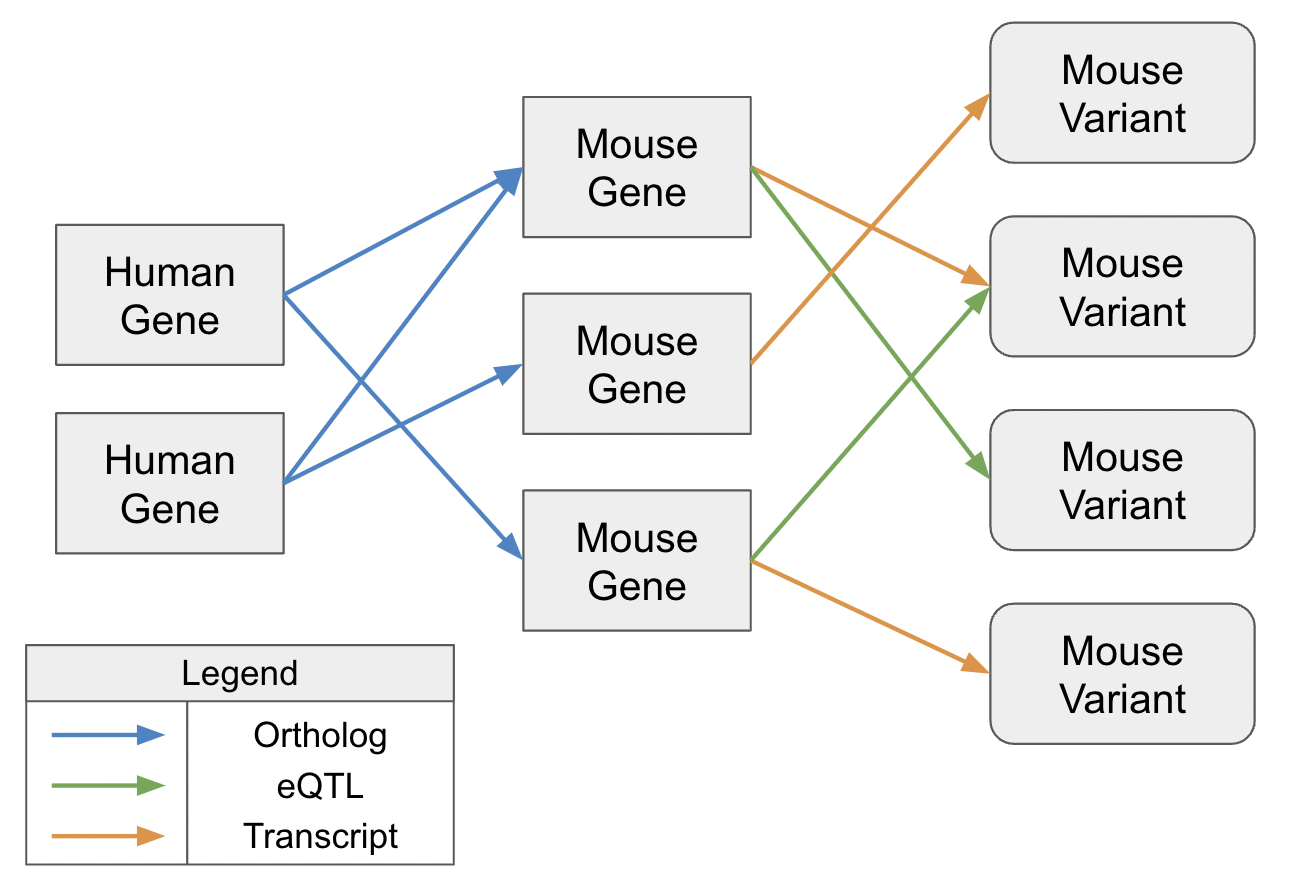 Human
Gene
Human
Gene
Mouse
Gene
Mouse
Gene
Mouse
Gene
Mouse
Variant
Mouse
Variant
Mouse
Variant
Mouse
Variant
Legend
Ortholog
eQTL
Transcript